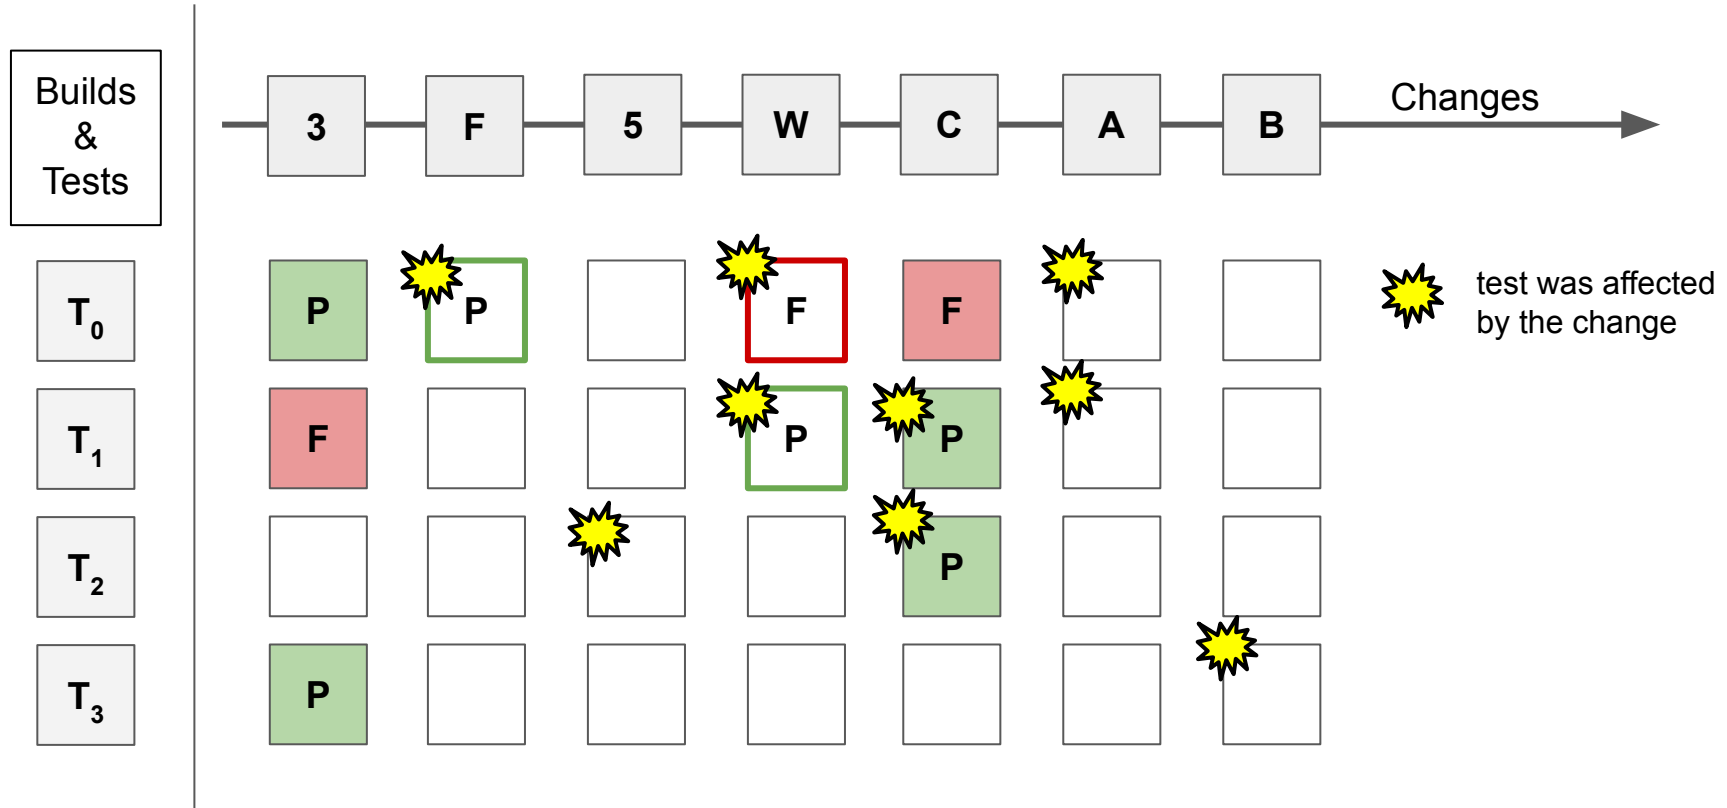 Builds
&
Tests
3 F 5 W C A B Changes
T0 P P F F
test was affected
by the change
T1 F P P
T2 P
T3 P